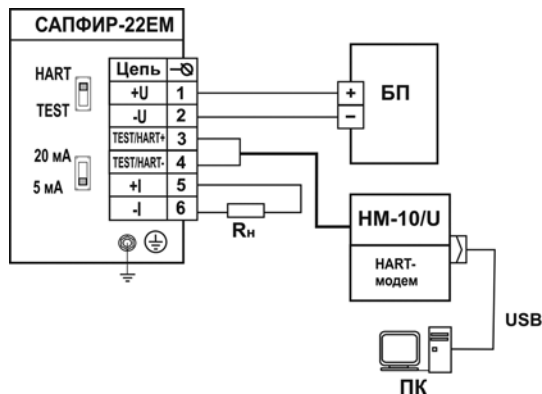 САПФИР-22ЕМ
HART
TEST
20 мА
5 мА
Цепь
+U 1
-U 2
TEST/HART+ 3
TEST/HART- 4
+I 5
-I 6
Rн
+
−
БП
HM-10/U
HART-
модем
USB
ПК